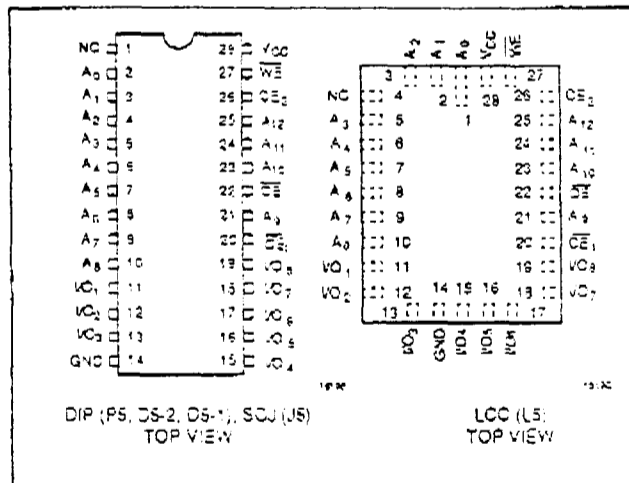 NC 1 28 VCC
A0 2 27 WE
A1 3 26 CE2
A2 4 25 A12
A3 5 24 A11
A4 6 23 A10
A5 7 22 OE
A6 8 21 A9
A7 9 20 CE1
A8 10 19 I/O8
I/O1 11 18 I/O7
I/O2 12 17 I/O6
I/O3 13 16 I/O5
GND 14 15 I/O4
DIP (P5, D5-2, D5-1), SOJ (J5)
TOP VIEW
A2 A1 A0 VCC WE
3 2 1 28 27
NC 4 26 CE2
A3 5 25 A12
A4 6 24 A11
A5 7 23 A10
A6 8 22 OE
A7 9 21 A9
A8 10 20 CE1
I/O1 11 19 I/O8
I/O2 12 18 I/O7
13 14 15 16 17
I/O3 GND I/O4 I/O5 I/O6
LCC (L5)
TOP VIEW